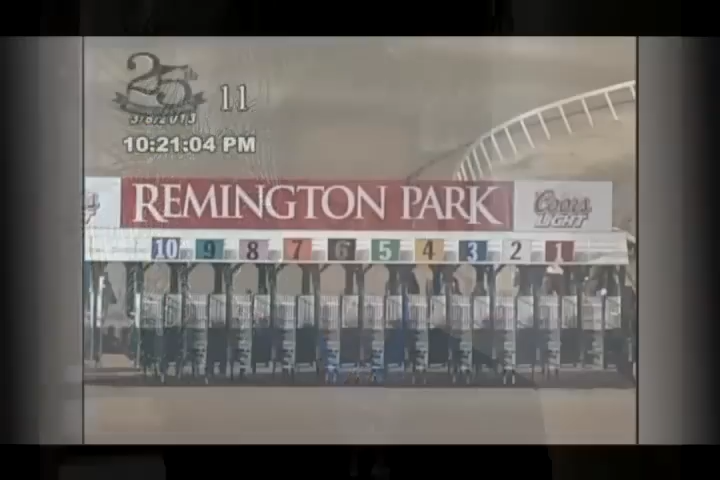 25th
11
3/8/2013
10:21:04 PM
REMINGTON PARK
Coors
LIGHT
10 9 8 7 6 5 4 3 2 1